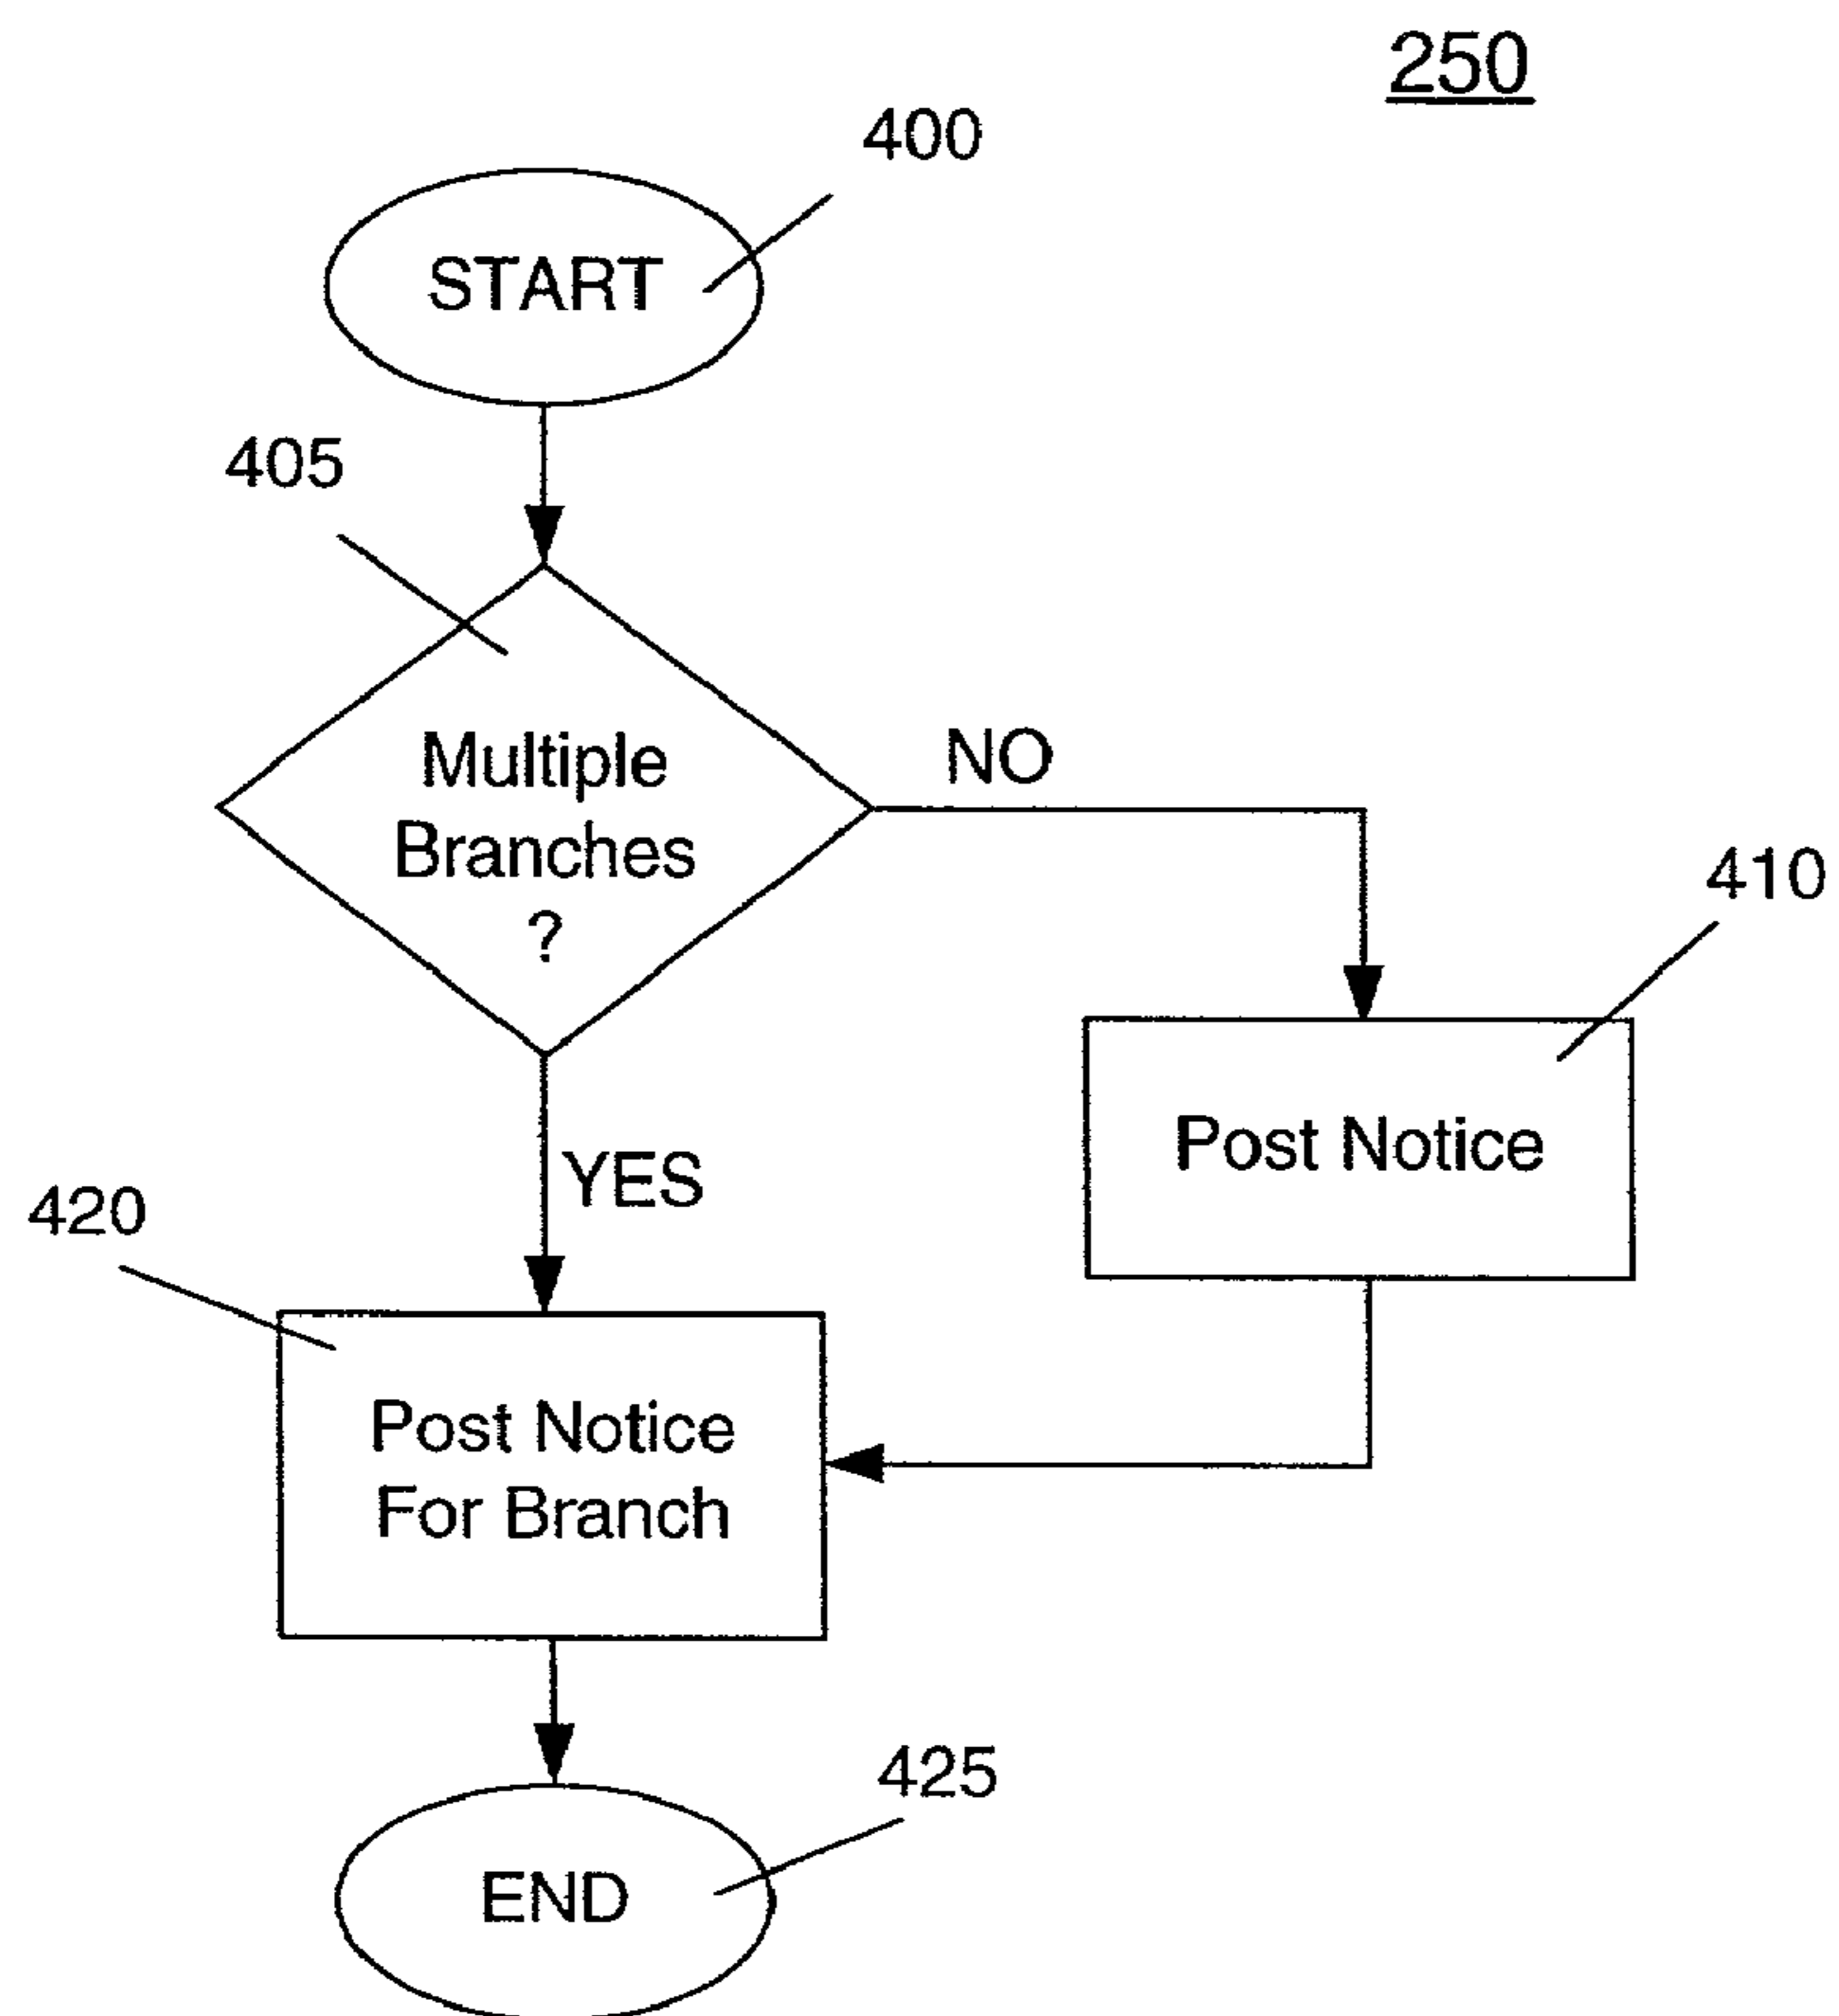 250
400
START
405
Multiple
Branches
?
NO
410
Post Notice
YES
420
Post Notice
For Branch
425
END